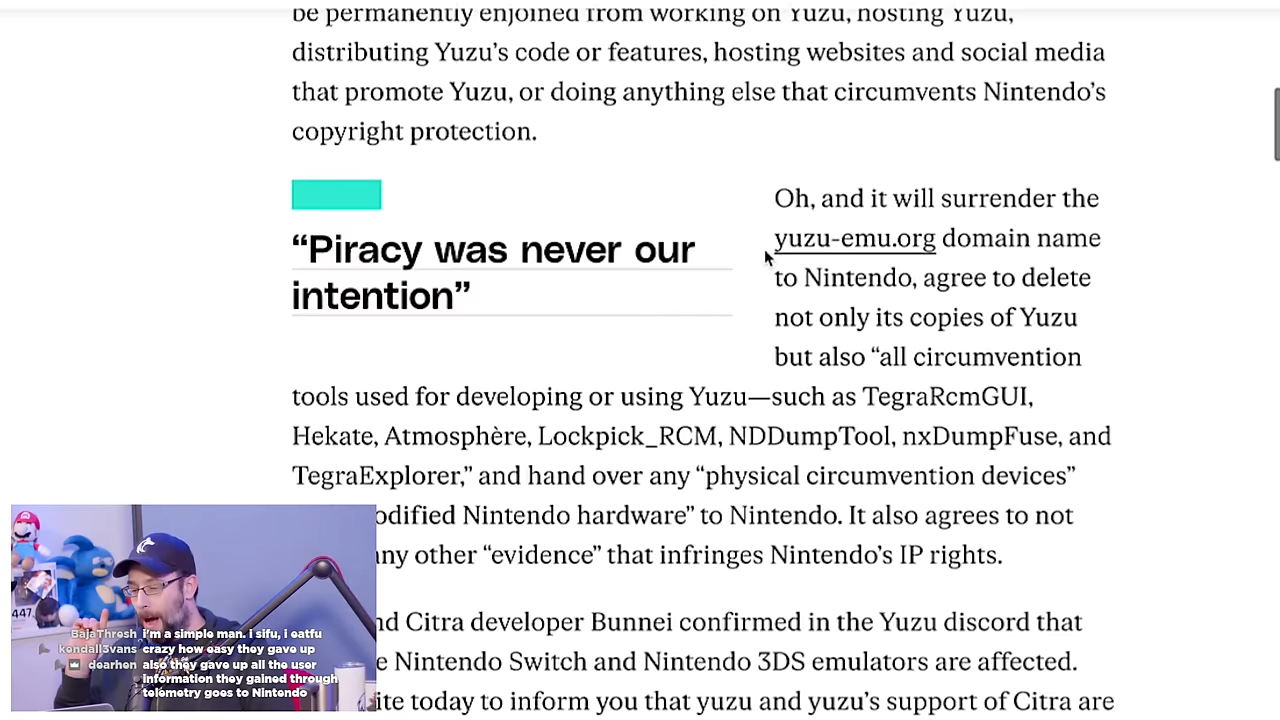 be permanently enjoined from working on Yuzu, hosting Yuzu,
distributing Yuzu’s code or features, hosting websites and social media
that promote Yuzu, or doing anything else that circumvents Nintendo’s
copyright protection.
“Piracy was never our
intention”
Oh, and it will surrender the
yuzu-emu.org domain name
to Nintendo, agree to delete
not only its copies of Yuzu
but also “all circumvention
tools used for developing or using Yuzu—such as TegraRcmGUI,
Hekate, Atmosphère, Lockpick_RCM, NDDumpTool, nxDumpFuse, and
TegraExplorer,” and hand over any “physical circumvention devices”
odified Nintendo hardware” to Nintendo. It also agrees to not
any other “evidence” that infringes Nintendo’s IP rights.
nd Citra developer Bunnei confirmed in the Yuzu discord that
e Nintendo Switch and Nintendo 3DS emulators are affected.
ite today to inform you that yuzu and yuzu’s support of Citra are
447
BajaThresh i'm a simple man. i sifu, i eatfu
kendall3vans crazy how easy they gave up
dearhen also they gave up all the user
information they gained through
telemetry goes to Nintendo